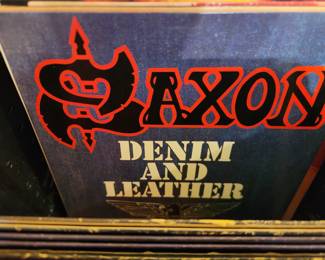 SAXON
DENIM
AND
LEATHER